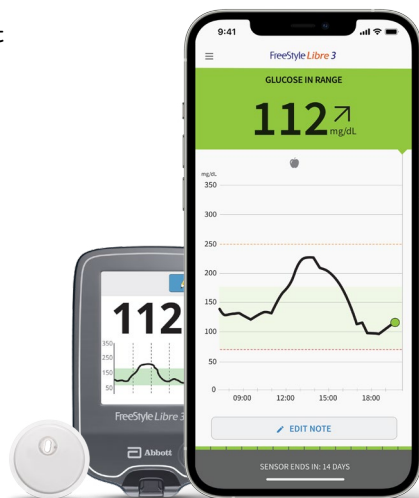 t
9:41
FreeStyle Libre 3
GLUCOSE IN RANGE
112
mg/dL
mg/dL
350
300
250
200
150
100
50
0
09:00 12:00 15:00 18:00
EDIT NOTE
SENSOR ENDS IN: 14 DAYS
112
350
250
150
50
FreeStyle Libre 3
Abbott